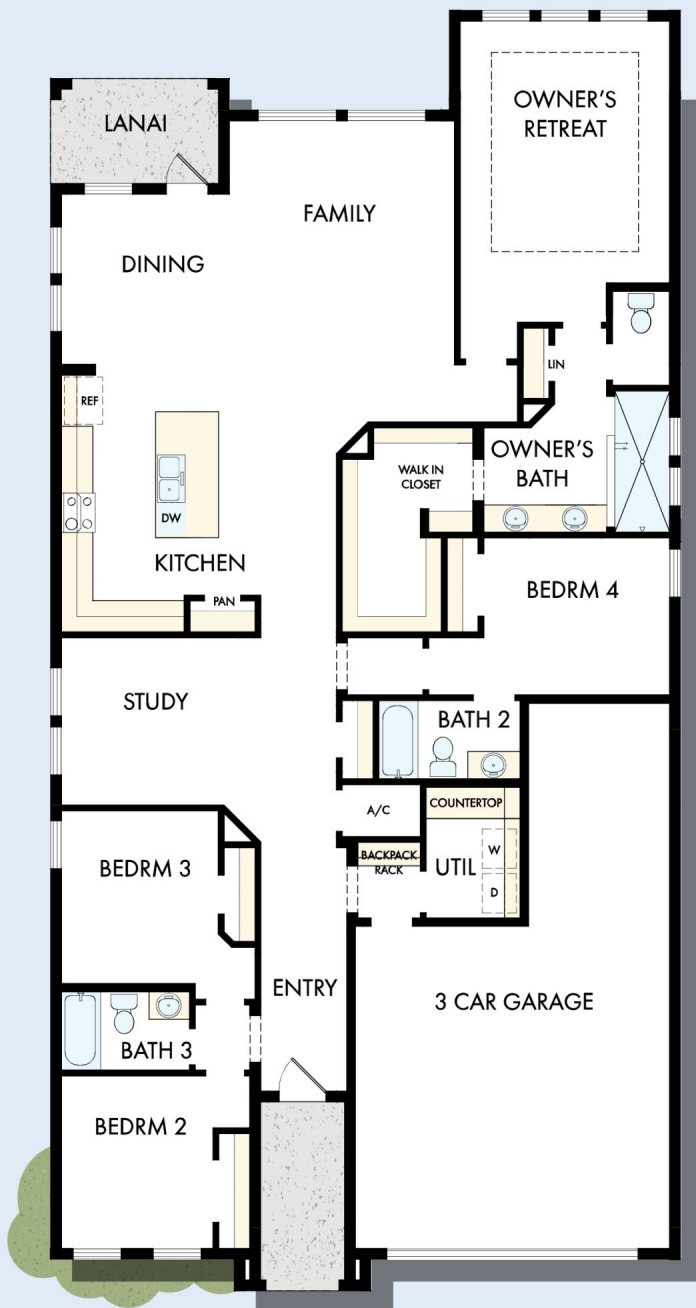 OWNER'S
RETREAT
LANAI
FAMILY
DINING
LIN
REF
OWNER'S
BATH
WALK IN
CLOSET
DW
KITCHEN
BEDRM 4
PAN
STUDY
BATH 2
A/C
COUNTERTOP
W
BACKPACK
RACK
UTIL
BEDRM 3
D
ENTRY
3 CAR GARAGE
BATH 3
BEDRM 2